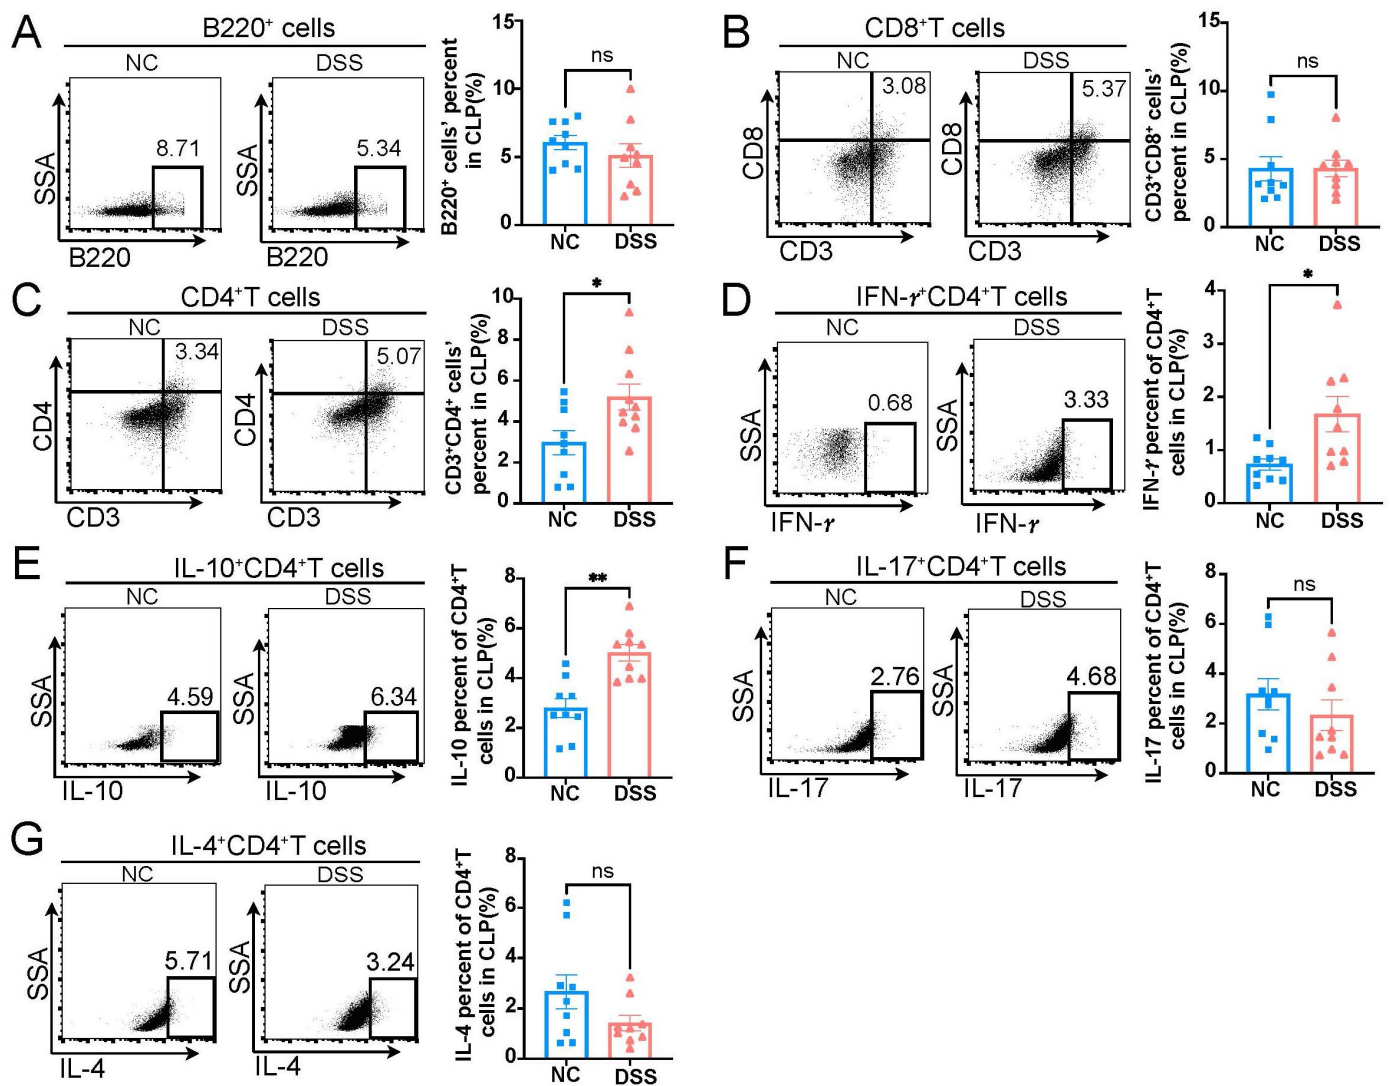 A
B220⁺ cells
NC
DSS
8.71
5.34
SSA
SSA
B220
B220
B220⁺ cells' percent
in CLP(%)
15
10
5
0
ns
NC
DSS
B
CD8⁺T cells
NC
DSS
3.08
5.37
CD8
CD8
CD3
CD3
CD3⁺CD8⁺ cells'
percent in CLP(%)
15
10
5
0
ns
NC
DSS
C
CD4⁺T cells
NC
DSS
3.34
5.07
CD4
CD4
CD3
CD3
CD3⁺CD4⁺ cells'
percent in CLP(%)
10
8
6
4
2
0
*
NC
DSS
D
IFN-r⁺CD4⁺T cells
NC
DSS
0.68
3.33
SSA
SSA
IFN-r
IFN-r
IFN-r percent of CD4⁺T
cells in CLP(%)
4
3
2
1
0
*
NC
DSS
E
IL-10⁺CD4⁺T cells
NC
DSS
4.59
6.34
SSA
SSA
IL-10
IL-10
IL-10 percent of CD4⁺T
cells in CLP(%)
8
6
4
2
0
**
NC
DSS
F
IL-17⁺CD4⁺T cells
NC
DSS
2.76
4.68
SSA
SSA
IL-17
IL-17
IL-17 percent of CD4⁺T
cells in CLP(%)
8
6
4
2
0
ns
NC
DSS
G
IL-4⁺CD4⁺T cells
NC
DSS
5.71
3.24
SSA
SSA
IL-4
IL-4
IL-4 percent of CD4⁺T
cells in CLP(%)
8
6
4
2
0
ns
NC
DSS